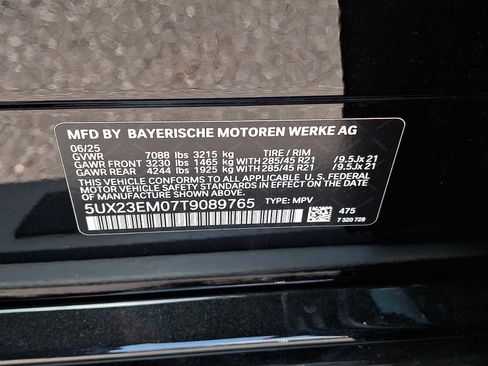 MFD BY BAYERISCHE MOTOREN WERKE AG
06/25
GVWR 7088 lbs 3215 kg TIRE / RIM
GAWR FRONT 3230 lbs 1465 kg WITH 285/45 R21 /9.5Jx 21
GAWR REAR 4244 lbs 1925 kg WITH 285/45 R21 /9.5Jx 21
THIS VEHICLE CONFORMS TO ALL APPLICABLE U.S. FEDERAL
MOTOR VEHICLE SAFETY STANDARDS IN EFFECT
ON THE DATE OF MANUFACTURE SHOWN ABOVE.
5UX23EM07T9089765 TYPE: MPV
475
7 320 729